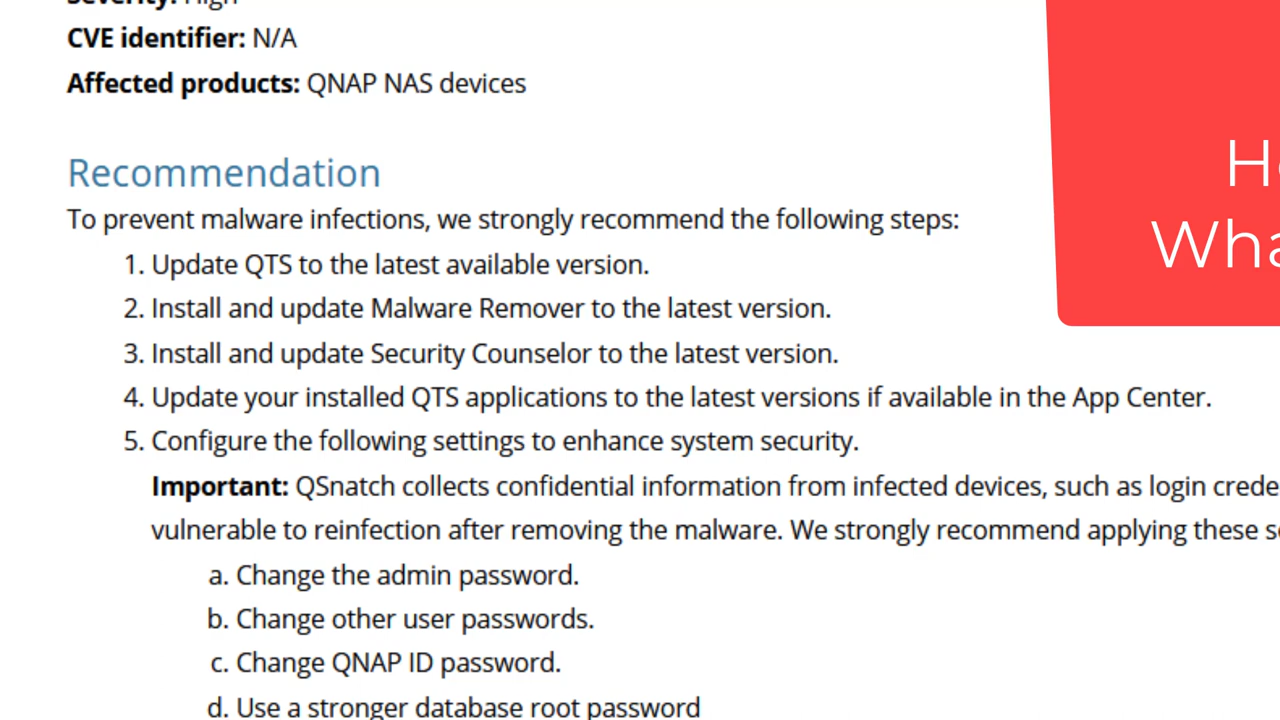 Severity: High
CVE identifier: N/A
Affected products: QNAP NAS devices
Recommendation
To prevent malware infections, we strongly recommend the following steps:
1. Update QTS to the latest available version.
2. Install and update Malware Remover to the latest version.
3. Install and update Security Counselor to the latest version.
4. Update your installed QTS applications to the latest versions if available in the App Center.
5. Configure the following settings to enhance system security.
Important: QSnatch collects confidential information from infected devices, such as login
vulnerable to reinfection after removing the malware. We strongly recommend applying these
a. Change the admin password.
b. Change other user passwords.
c. Change QNAP ID password.
d. Use a stronger database root password